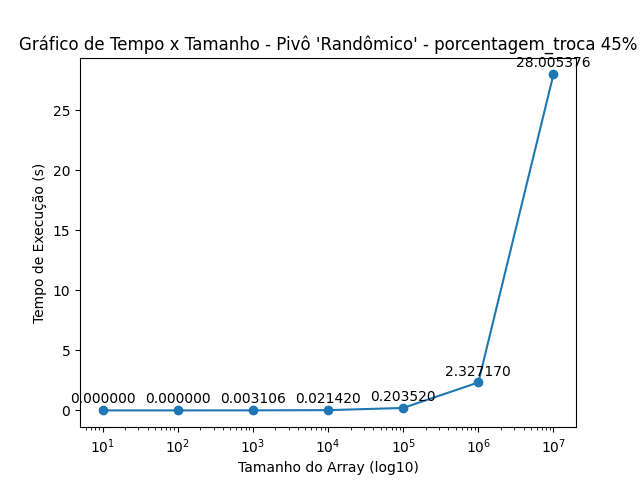 Gráfico de Tempo x Tamanho - Pivô 'Randômico' - porcentagem_troca 45%
28.005376
25
20
15
10
5
0
Tempo de Execução (s)
2.327170
0.000000 0.000000 0.003106 0.021420 0.203520
10¹ 10² 10³ 10⁴ 10⁵ 10⁶ 10⁷
Tamanho do Array (log10)